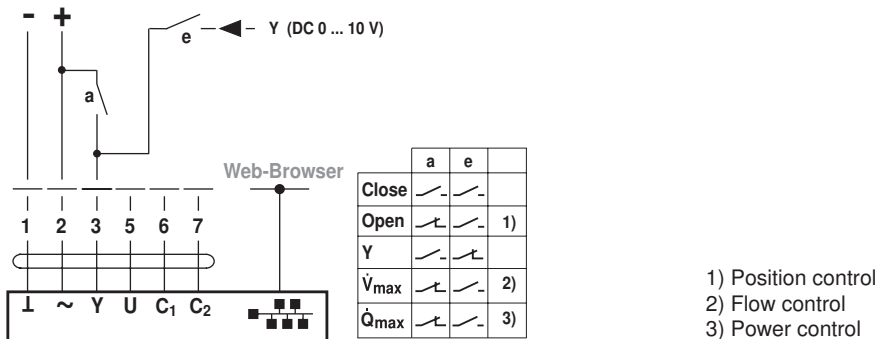 - +
e
Y (DC 0 ... 10 V)
a
Web-Browser
1 2 3 5 6 7
⊥ ~ Y U C1 C2
a e
Close
Open 1)
Y
V̇max 2)
Q̇max 3)
1) Position control
2) Flow control
3) Power control